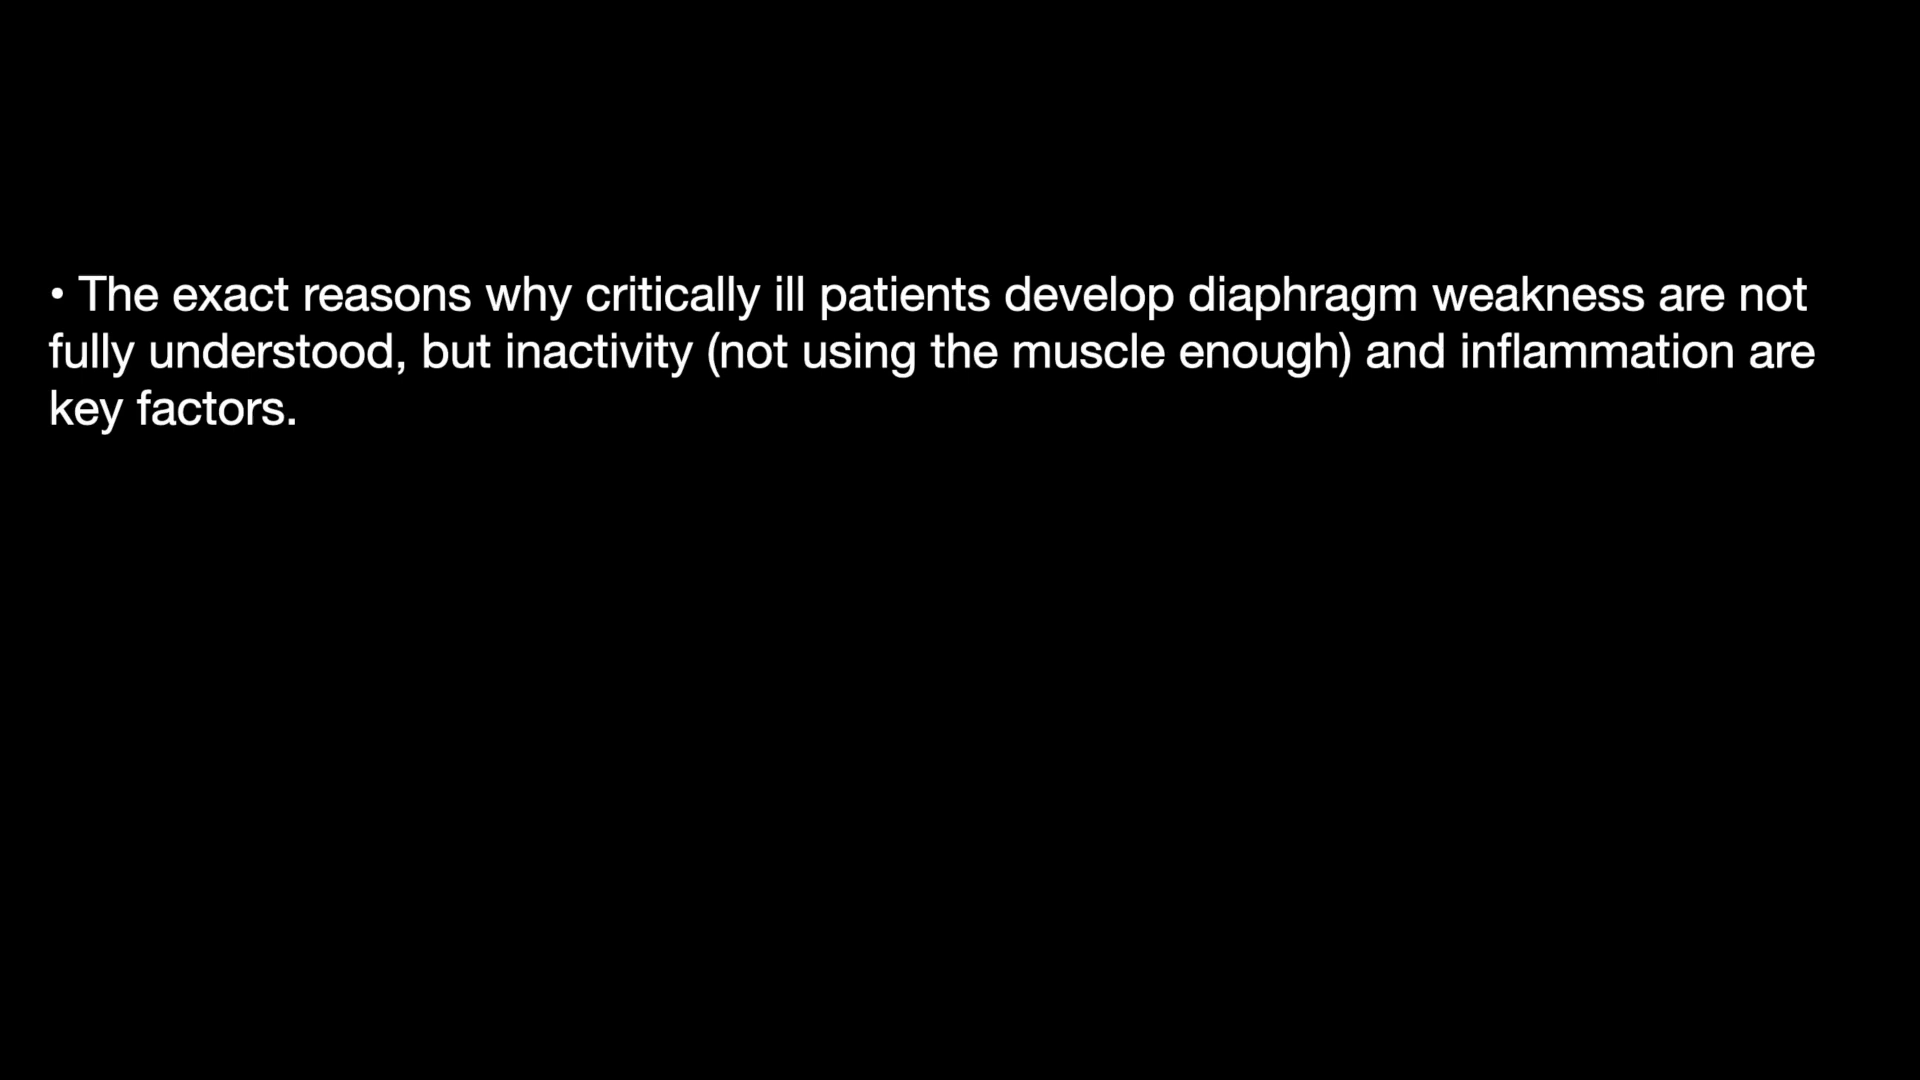 • The exact reasons why critically ill patients develop diaphragm weakness are not
fully understood, but inactivity (not using the muscle enough) and inflammation are
key factors.